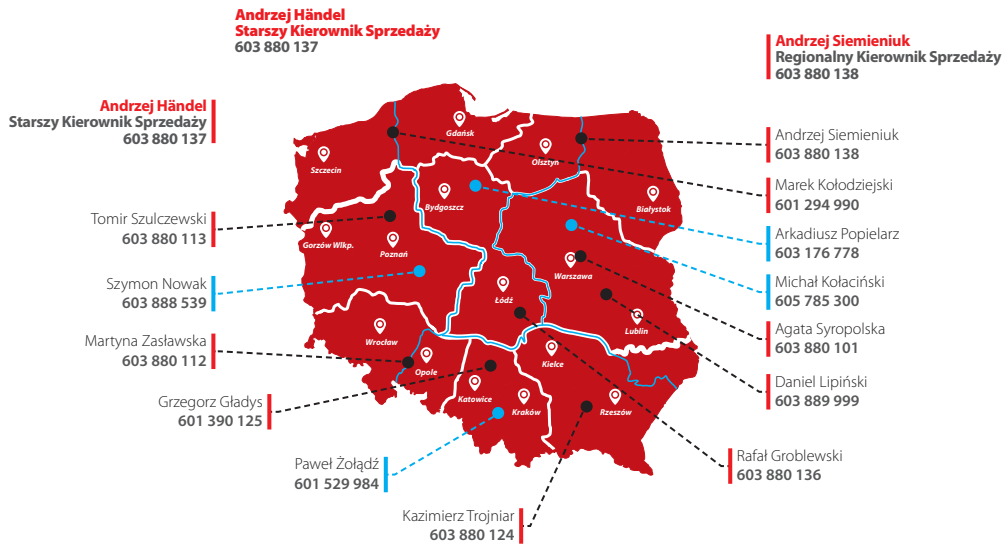 Andrzej Händel
Starszy Kierownik Sprzedaży
603 880 137
Andrzej Siemieniuk
Regionalny Kierownik Sprzedaży
603 880 138
Andrzej Händel
Starszy Kierownik Sprzedaży
603 880 137
Tomir Szulczewski
603 880 113
Szymon Nowak
603 888 539
Martyna Zasławska
603 880 112
Grzegorz Gładys
601 390 125
Paweł Żołądź
601 529 984
Kazimierz Trojniar
603 880 124
Gdańsk
Olsztyn
Szczecin
Bydgoszcz
Białystok
Gorzów Wlkp.
Poznań
Warszawa
Łódź
Lublin
Wrocław
Opole
Kielce
Katowice
Kraków
Rzeszów
Andrzej Siemieniuk
603 880 138
Marek Kołodziejski
601 294 990
Arkadiusz Popielarz
603 176 778
Michał Kołaciński
605 785 300
Agata Syropolska
603 880 101
Daniel Lipiński
603 889 999
Rafał Groblewski
603 880 136